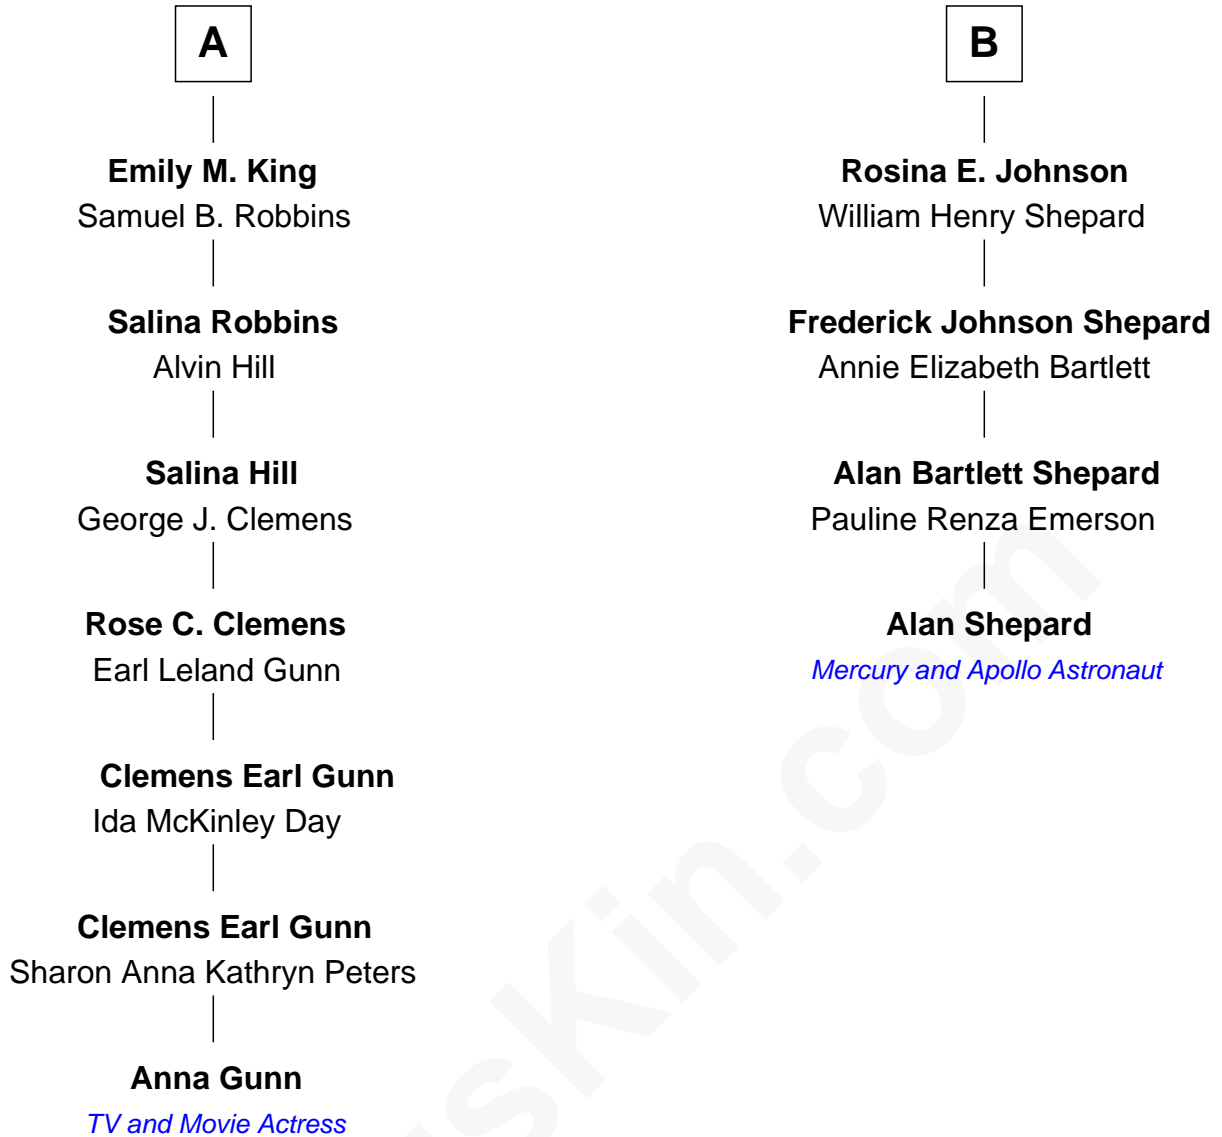 A
Emily M. King
Samuel B. Robbins
Salina Robbins
Alvin Hill
Salina Hill
George J. Clemens
Rose C. Clemens
Earl Leland Gunn
Clemens Earl Gunn
Ida McKinley Day
Clemens Earl Gunn
Sharon Anna Kathryn Peters
Anna Gunn
TV and Movie Actress
B
Rosina E. Johnson
William Henry Shepard
Frederick Johnson Shepard
Annie Elizabeth Bartlett
Alan Bartlett Shepard
Pauline Renza Emerson
Alan Shepard
Mercury and Apollo Astronaut
sKin.com